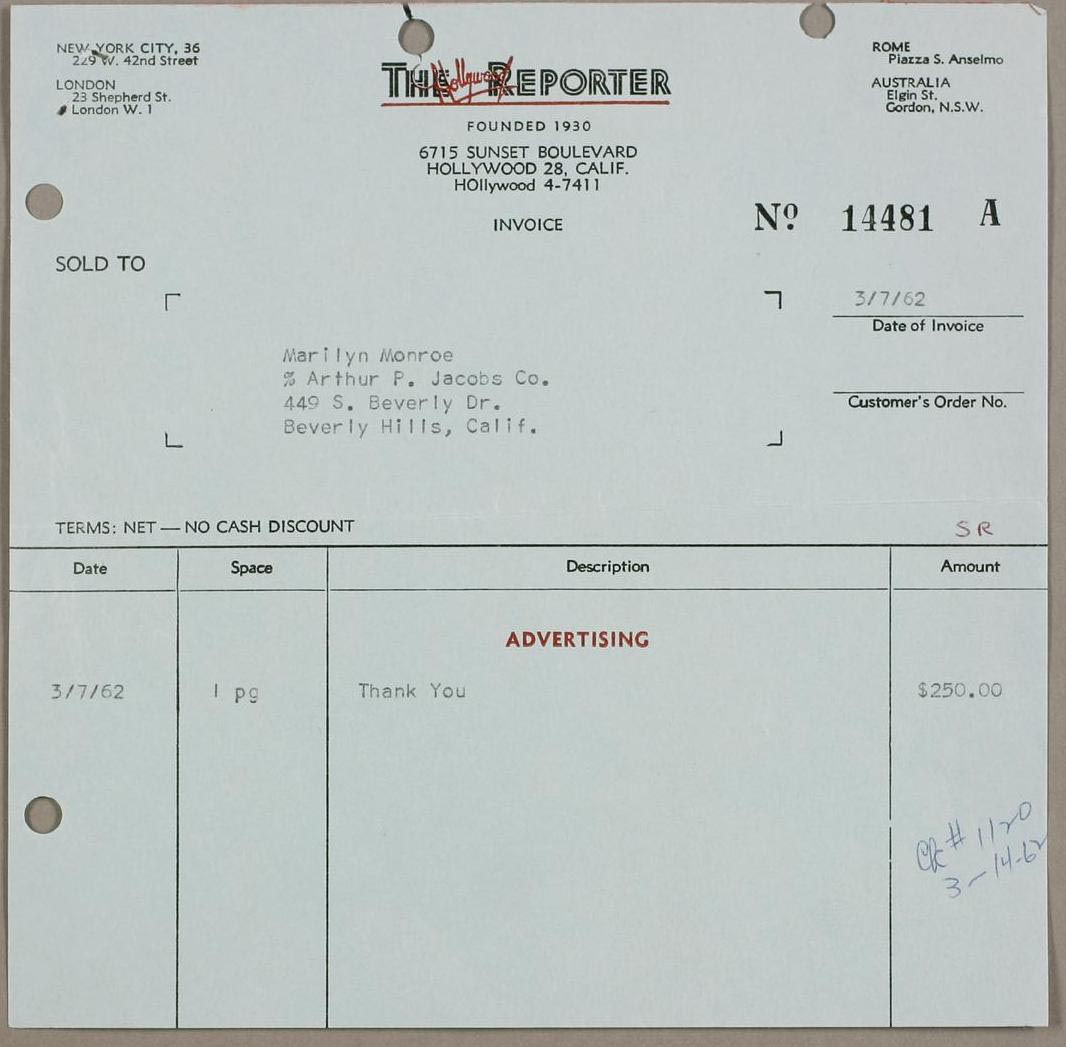 NEW YORK CITY, 36
229 W. 42nd Street
LONDON
23 Shepherd St.
London W. 1
THE Hollywood REPORTER
FOUNDED 1930
6715 SUNSET BOULEVARD
HOLLYWOOD 28, CALIF.
HOllywood 4-7411
INVOICE
ROME
Piazza S. Anselmo
AUSTRALIA
Elgin St.
Gordon, N.S.W.
Nº 14481 A
SOLD TO
3/7/62
Date of Invoice
Customer's Order No.
Marilyn Monroe
% Arthur P. Jacobs Co.
449 S. Beverly Dr.
Beverly Hills, Calif.
TERMS: NET — NO CASH DISCOUNT
SR
Date Space Description Amount
ADVERTISING
3/7/62 1 pg Thank You $250.00
Ck # 1120
3-14-62